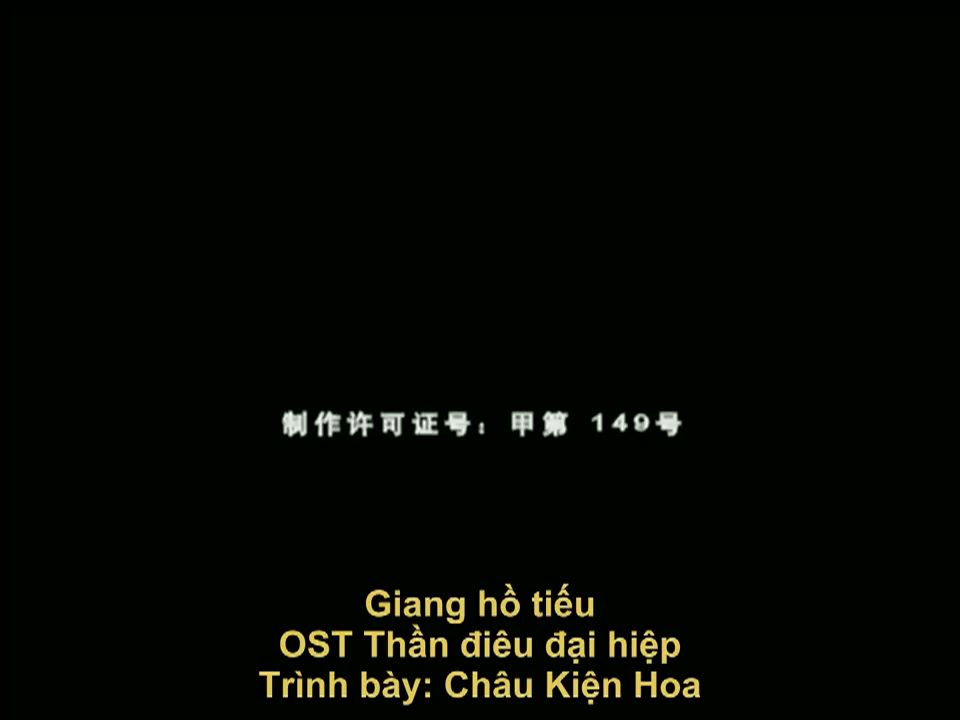 制作许可证号：甲第 149号
Giang hồ tiếu
OST Thần điêu đại hiệp
Trình bày: Châu Kiện Hoa